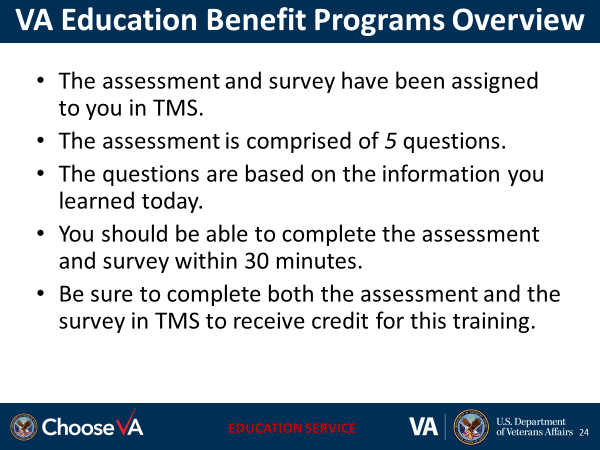 VA Education Benefit Programs Overview
• The assessment and survey have been assigned
to you in TMS.
• The assessment is comprised of 5 questions.
• The questions are based on the information you
learned today.
• You should be able to complete the assessment
and survey within 30 minutes.
• Be sure to complete both the assessment and the
survey in TMS to receive credit for this training.
ChooseVA
EDUCATION SERVICE
VA
U.S. Department
of Veterans Affairs
24